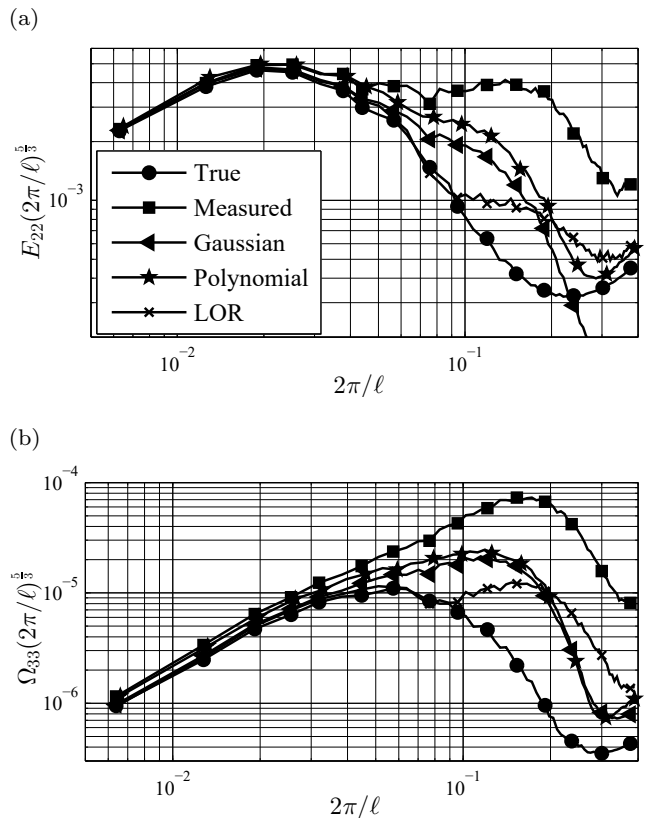 (a)
E₂₂(2π/ℓ)^{5/3}
10⁻³
True
Measured
Gaussian
Polynomial
LOR
10⁻² 10⁻¹
2π/ℓ
(b)
10⁻⁴
10⁻⁵
10⁻⁶
Ω₃₃(2π/ℓ)^{5/3}
10⁻² 10⁻¹
2π/ℓ